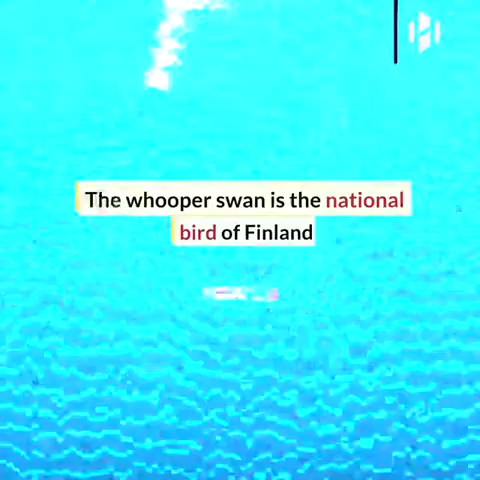 The whooper swan is the national
bird of Finland